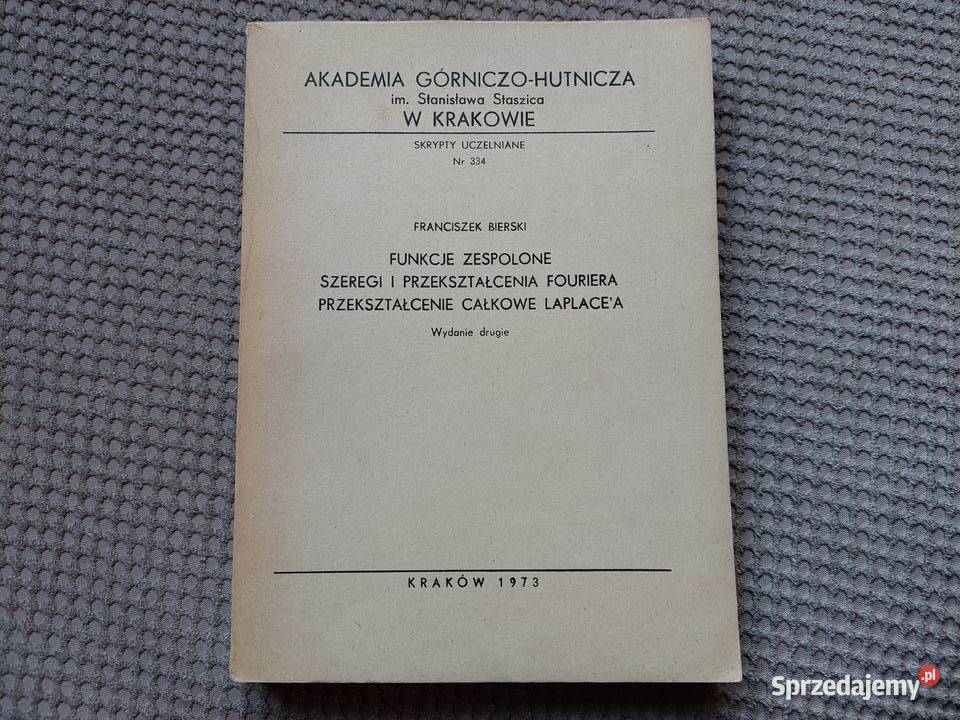 AKADEMIA GÓRNICZO-HUTNICZA
im. Stanisława Staszica
W KRAKOWIE
SKRYPTY UCZELNIANE
Nr 334
FRANCISZEK BIERSKI
FUNKCJE ZESPOLONE
SZEREGI I PRZEKSZTAŁCENIA FOURIERA
PRZEKSZTAŁCENIE CAŁKOWE LAPLACE'A
Wydanie drugie
KRAKÓW 1973
Sprzedajemy.pl